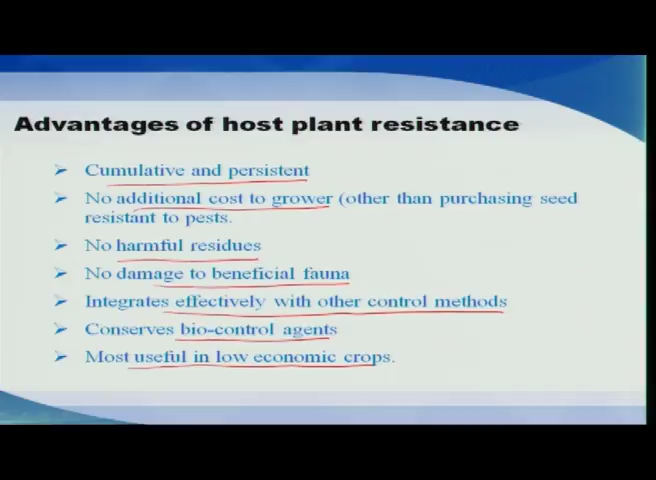 Advantages of host plant resistance
➢ Cumulative and persistent
➢ No additional cost to grower (other than purchasing seed
resistant to pests.
➢ No harmful residues
➢ No damage to beneficial fauna
➢ Integrates effectively with other control methods
➢ Conserves bio-control agents
➢ Most useful in low economic crops.